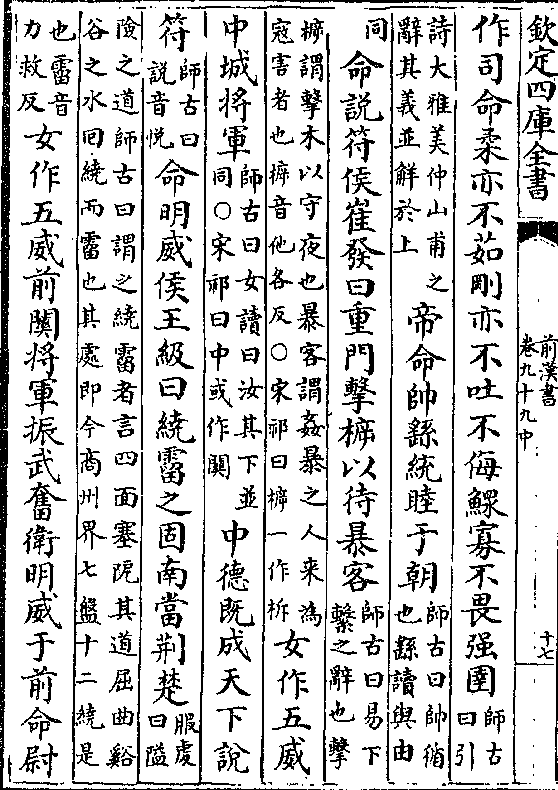 欽定四庫全書
前漢書
卷九十九中
十七
作司命柔亦不茹剛亦不吐不侮鰥寡不畏强圉師古曰引
詩大雅美仲山甫之辭其義並解於上帝命帥繇統睦于朝師古曰帥循也繇讀與由
同命說符侯崔發曰重門擊㯓以待暴客師古曰易下繫之辭也擊
㯓謂擊木以守夜也暴客謂姦暴之人来為寇害者也㯓音他各反○宋祁曰㯓一作柝女作五威
中城将軍師古曰女讀曰汝其下並同○宋祁曰中或作關中德既成天下說
符師古曰說音悦命明威侯王級曰繞霤之固南當荆楚服虔曰隘
險之道師古曰謂之繞霤者言四面塞阸其道屈曲谿谷之水回繞而霤也其處即今商州界七盤十二繞是
也霤音力救反女作五威前關将軍振武奮衛明威于前命尉